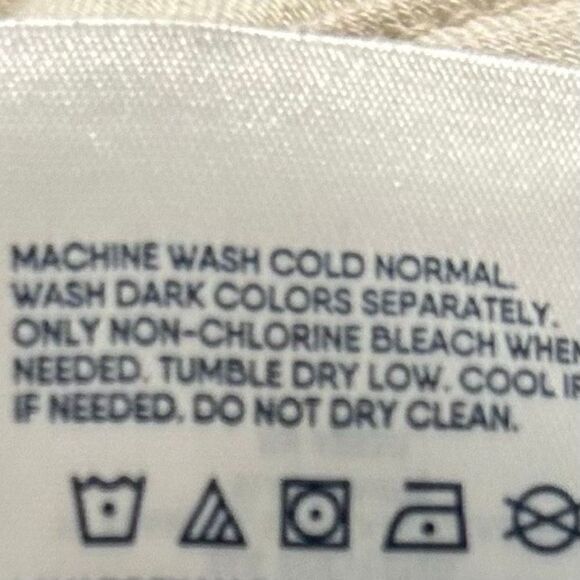 MACHINE WASH COLD NORMAL.
WASH DARK COLORS SEPARATELY.
ONLY NON-CHLORINE BLEACH WHEN
NEEDED. TUMBLE DRY LOW. COOL
IF NEEDED. DO NOT DRY CLEAN.